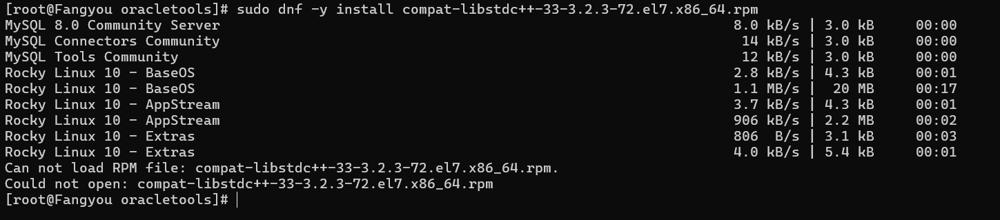 [root@Fangyou oracletools]# sudo dnf -y install compat-libstdc++-33-3.2.3-72.el7.x86_64.rpm
MySQL 8.0 Community Server 8.0 kB/s | 3.0 kB 00:00
MySQL Connectors Community 14 kB/s | 3.0 kB 00:00
MySQL Tools Community 12 kB/s | 3.0 kB 00:00
Rocky Linux 10 - BaseOS 2.8 kB/s | 4.3 kB 00:01
Rocky Linux 10 - BaseOS 1.1 MB/s | 20 MB 00:17
Rocky Linux 10 - AppStream 3.7 kB/s | 4.3 kB 00:01
Rocky Linux 10 - AppStream 906 kB/s | 2.2 MB 00:02
Rocky Linux 10 - Extras 806 B/s | 3.1 kB 00:03
Rocky Linux 10 - Extras 4.0 kB/s | 5.4 kB 00:01
Can not load RPM file: compat-libstdc++-33-3.2.3-72.el7.x86_64.rpm.
Could not open: compat-libstdc++-33-3.2.3-72.el7.x86_64.rpm
[root@Fangyou oracletools]#